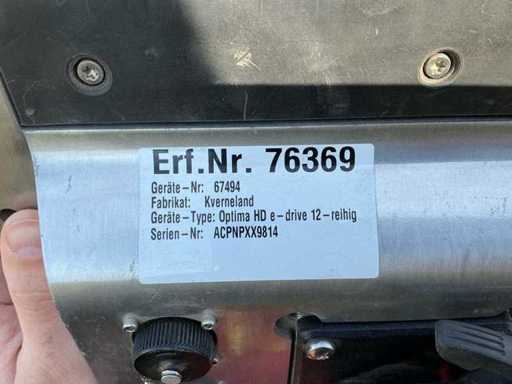 Erf.Nr. 76369
Geräte-Nr: 67494
Fabrikat: Kverneland
Geräte-Type: Optima HD e-drive 12-reihig
Serien-Nr: ACPNPXX9814